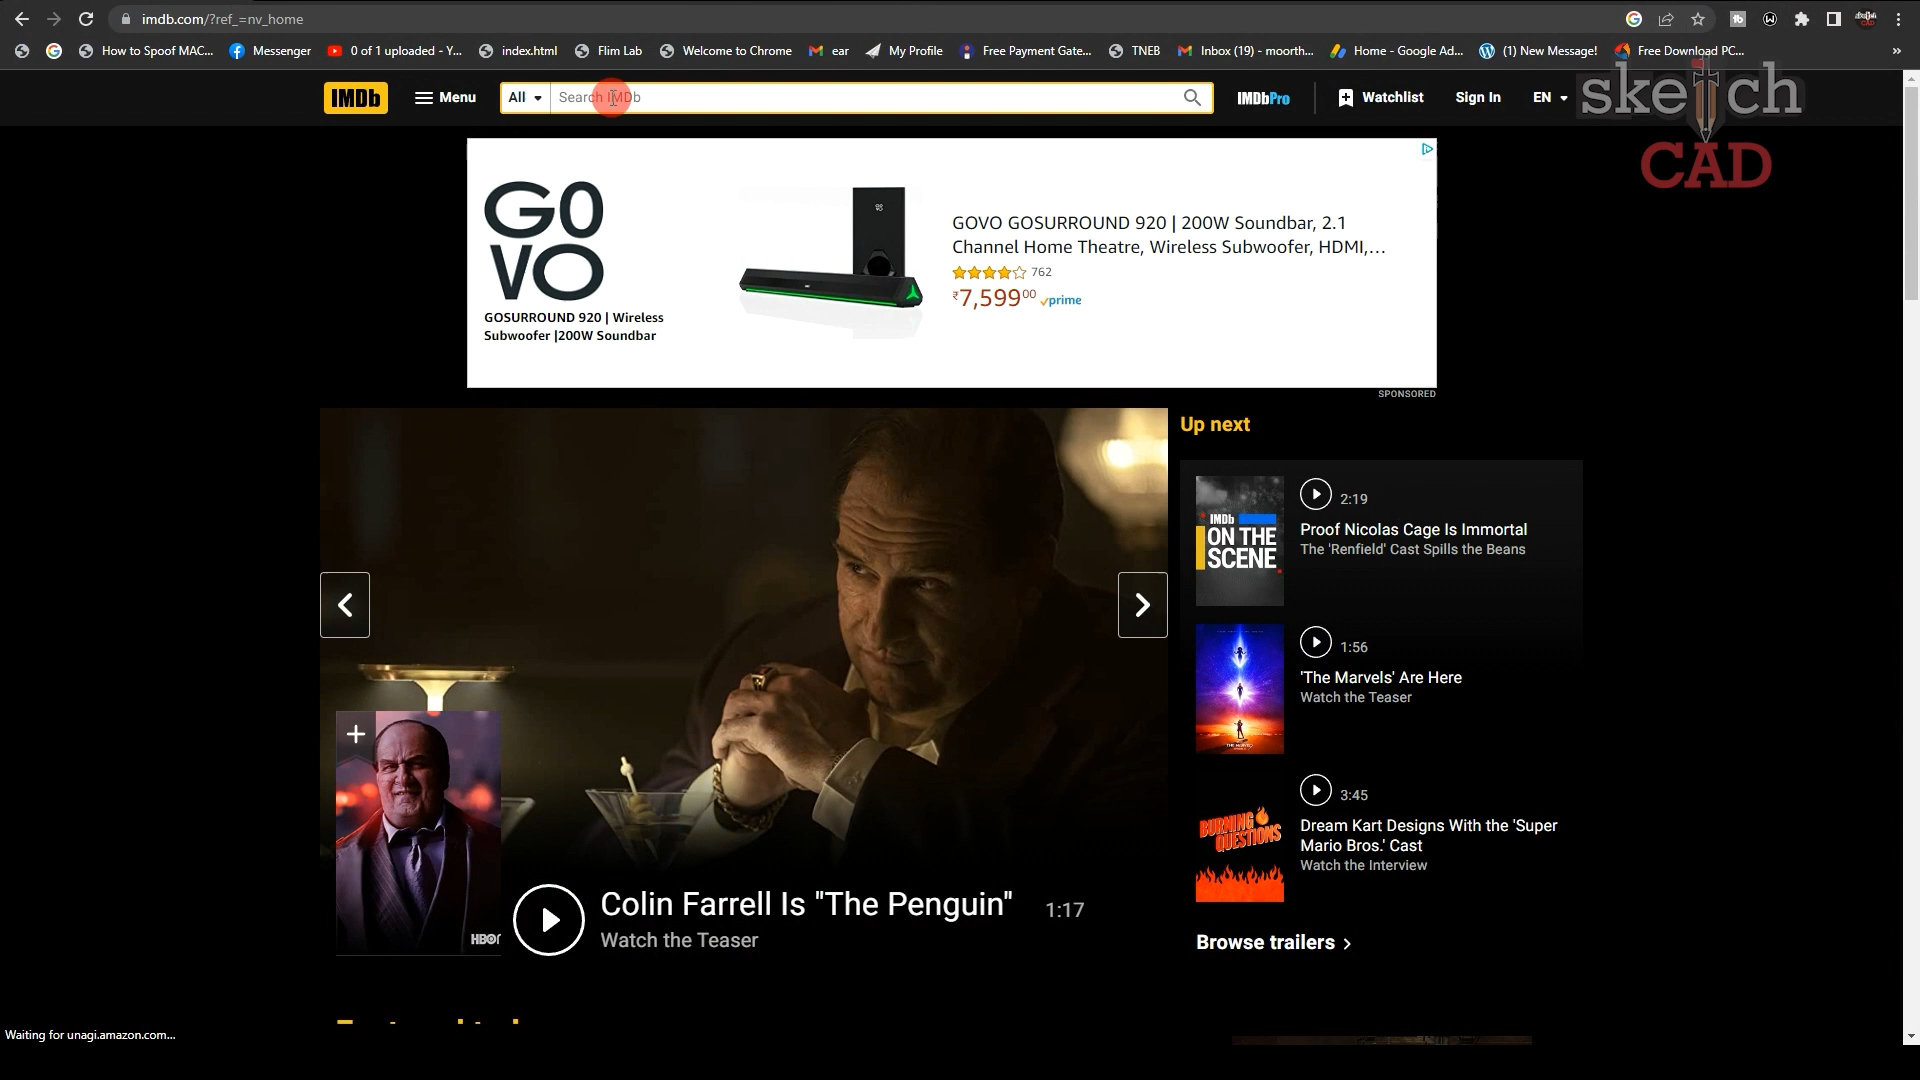 imdb.com/?ref_=nv_home
How to Spoof MAC...
Messenger
0 of 1 uploaded - Y...
index.html
Flim Lab
Welcome to Chrome
ear
My Profile
Free Payment Gate...
TNEB
Inbox (19) - moorth...
Home - Google Ad...
(1) New Message!
Free Download PC...
»
IMDb
Menu
All
Search IMDb
IMDbPro
Watchlist
Sign In
EN
sketch
CAD
GO
VO
GOSURROUND 920 | Wireless
Subwoofer |200W Soundbar
GOVO GOSURROUND 920 | 200W Soundbar, 2.1
Channel Home Theatre, Wireless Subwoofer, HDMI,...
762
₹7,59900 prime
SPONSORED
Up next
IMDb
ON THE
SCENE
2:19
Proof Nicolas Cage Is Immortal
The 'Renfield' Cast Spills the Beans
1:56
'The Marvels' Are Here
Watch the Teaser
BURNING
QUESTIONS
3:45
Dream Kart Designs With the 'Super
Mario Bros.' Cast
Watch the Interview
Browse trailers
HBO
Colin Farrell Is "The Penguin" 1:17
Watch the Teaser
Waiting for unagi.amazon.com...